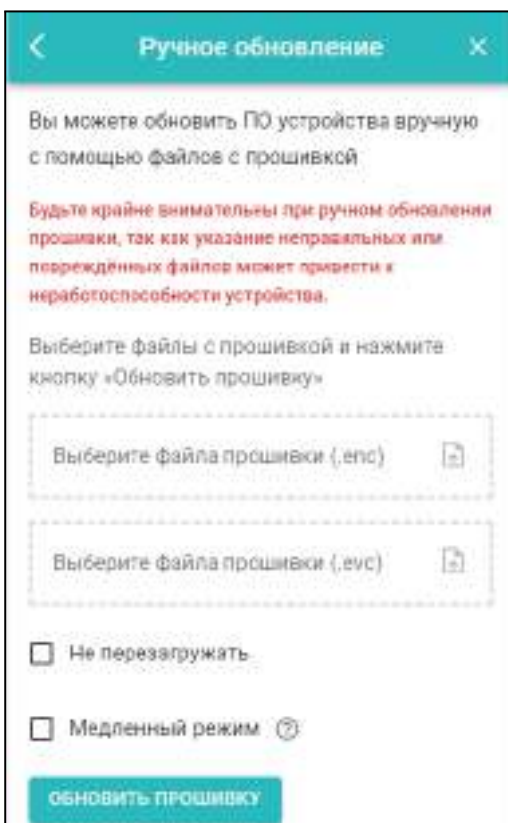 Ручное обновление
Вы можете обновить ПО устройства вручную
с помощью файлов с прошивкой
Будьте крайне внимательны при ручном обновлении
прошивки, так как указание неправильных или
повреждённых файлов может привести к
неработоспособности устройства.
Выберите файлы с прошивкой и нажмите
кнопку «Обновить прошивку»
Выберите файла прошивки (.enc)
Выберите файла прошивки (.evc)
Не перезагружать
Медленный режим
ОБНОВИТЬ ПРОШИВКУ